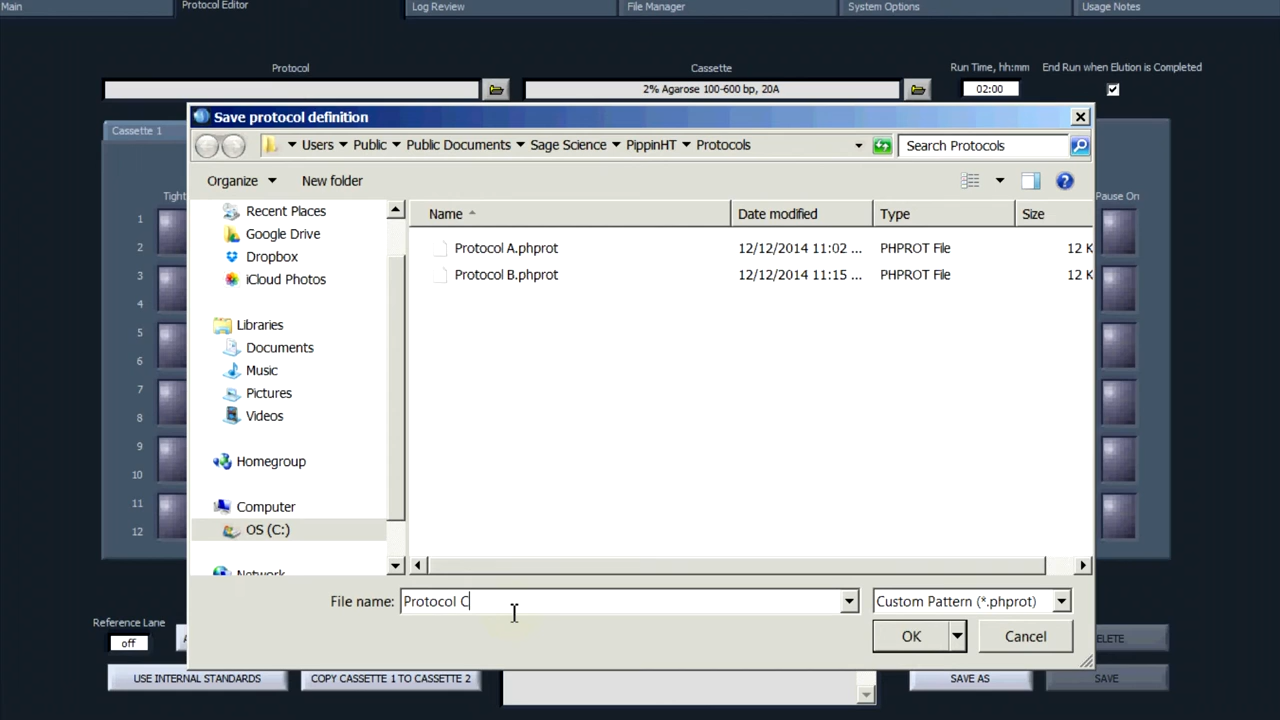 Main Protocol Editor Log Review File Manager System Options Usage Notes
Protocol Cassette Run Time, hh:mm End Run when Elution is Completed
2% Agarose 100-600 bp, 20A 02:00
Save protocol definition
Cassette 1
Users Public Public Documents Sage Science PippinHT Protocols Search Protocols
Organize New folder
Tight Pause On
Name Date modified Type Size
Recent Places
Google Drive
Dropbox
iCloud Photos
Protocol A.phprot 12/12/2014 11:02 ... PHPROT File 12 K
Protocol B.phprot 12/12/2014 11:15 ... PHPROT File 12 K
Libraries
Documents
Music
Pictures
Videos
Homegroup
Computer
OS (C:)
Network
1
2
3
4
5
6
7
8
9
10
11
12
File name: Protocol C Custom Pattern (*.phprot)
OK Cancel
Reference Lane
off
USE INTERNAL STANDARDS COPY CASSETTE 1 TO CASSETTE 2 SAVE AS SAVE